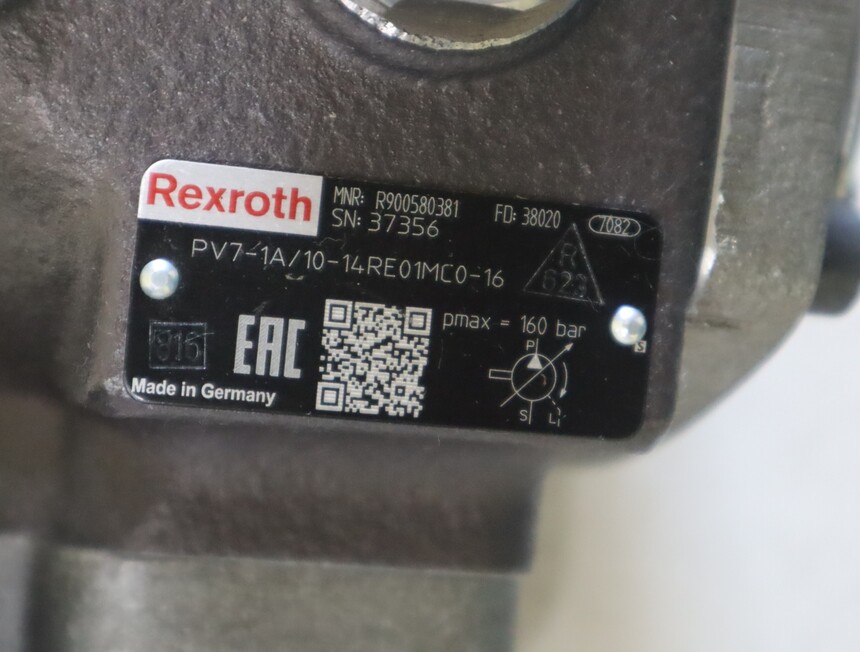 Rexroth
MNR: R900580381 FD: 38020 7082
SN: 37356
PV7-1A/10-14RE01MC0-16
R
623
pmax = 160 bar
P
S L
S
EAC
Made in Germany